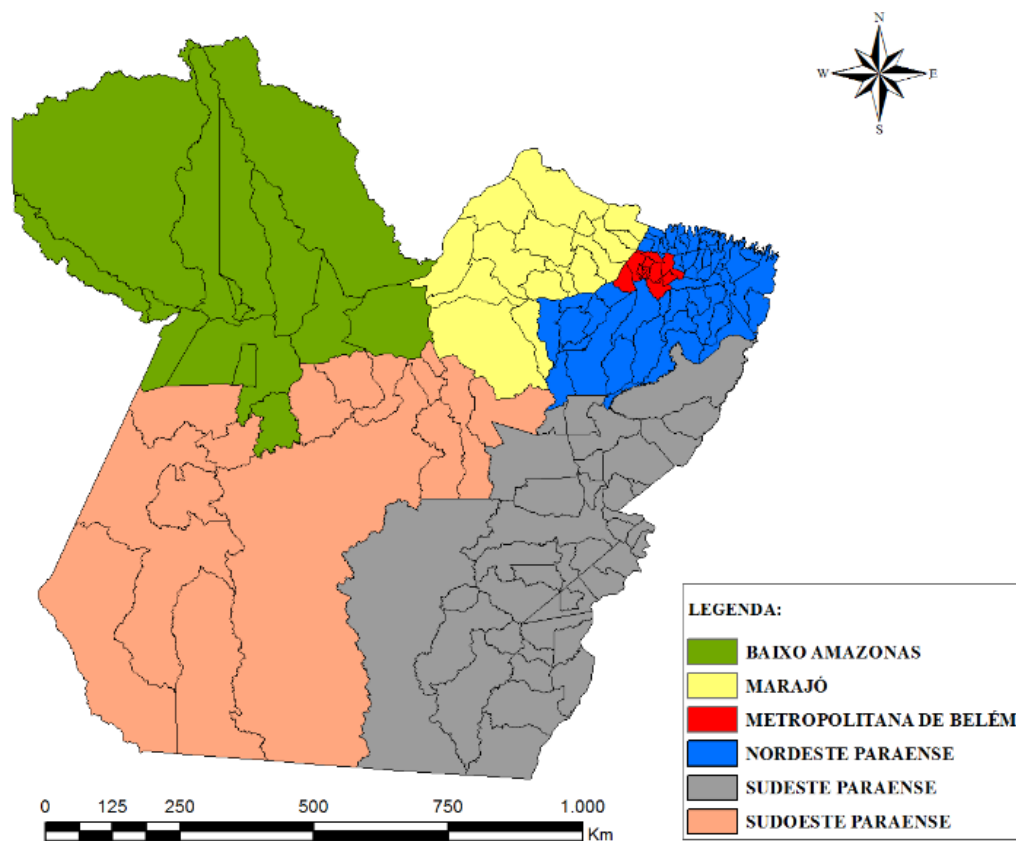 N
W E
S
LEGENDA:
BAIXO AMAZONAS
MARAJÓ
METROPOLITANA DE BELÉM
NORDESTE PARAENSE
SUDESTE PARAENSE
SUDOESTE PARAENSE
0 125 250 500 750 1.000
Km